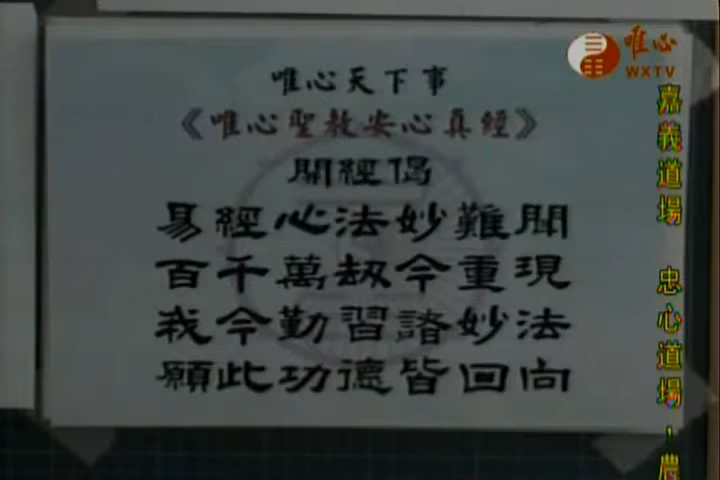 唯心天下事
《唯心聖教安心真經》
開經偈
易經心法妙難聞
百千萬劫今重現
我今勤習諮妙法
願此功德皆回向
唯心
WXTV
嘉義道場 忠心道場!農